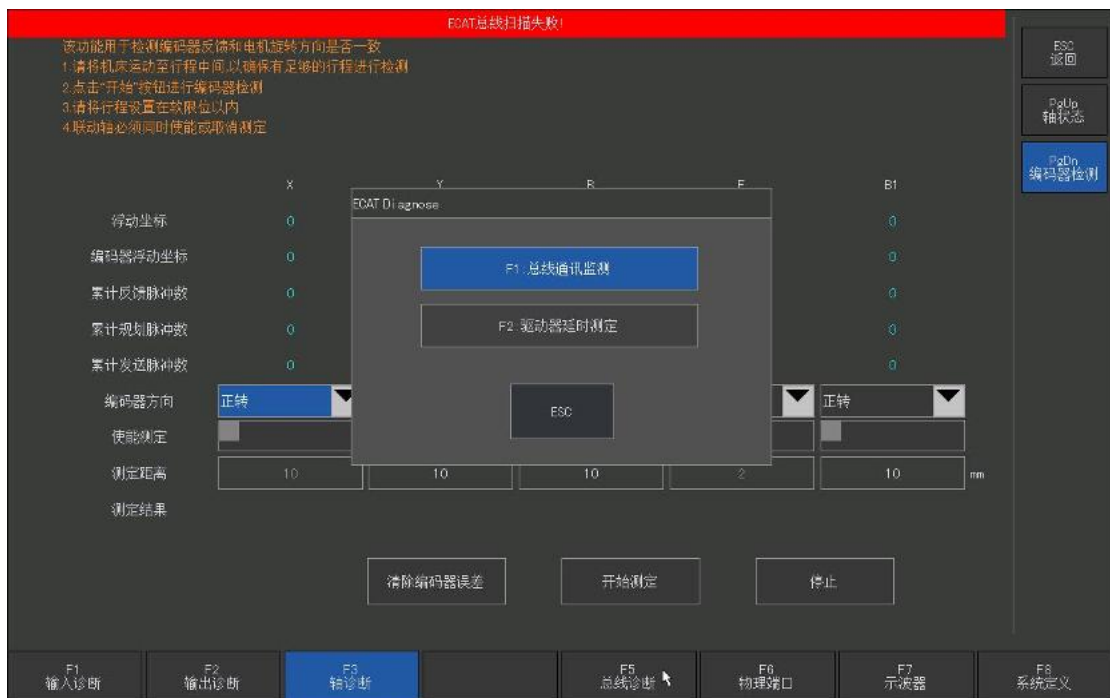 ECAT总线扫描失败!
该功能用于检测编码器反馈和电机旋转方向是否一致
1.请将机床运动至行程中间,以确保有足够的行程进行检测
2.点击"开始"按钮进行编码器检测
3.请将行程设置在软限位以内
4.联动轴必须同时使能或取消测定
ESC
返回
PgUp
轴状态
PgDn
编码器检测
X Y B F B1
ECAT Diagnose
浮动坐标 0 0
编码器浮动坐标 0 0
F1:总线通讯监测
累计反馈脉冲数 0 0
累计规划脉冲数 0 0
F2:驱动器延时测定
累计发送脉冲数 0 0
编码器方向 正转 正转
ESC
使能测定
测定距离 10 10 10 2 10 mm
测定结果
清除编码器误差 开始测定 停止
F1
输入诊断
F2
输出诊断
F3
轴诊断
F5
总线诊断
F6
物理端口
F7
示波器
F8
系统定义